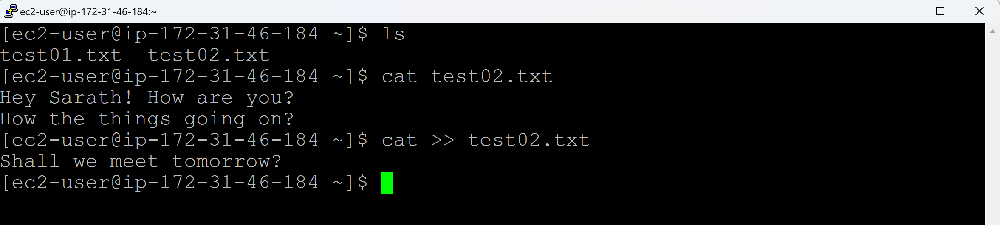 ec2-user@ip-172-31-46-184:~
[ec2-user@ip-172-31-46-184 ~]$ ls
test01.txt  test02.txt
[ec2-user@ip-172-31-46-184 ~]$ cat test02.txt
Hey Sarath! How are you?
How the things going on?
[ec2-user@ip-172-31-46-184 ~]$ cat >> test02.txt
Shall we meet tomorrow?
[ec2-user@ip-172-31-46-184 ~]$